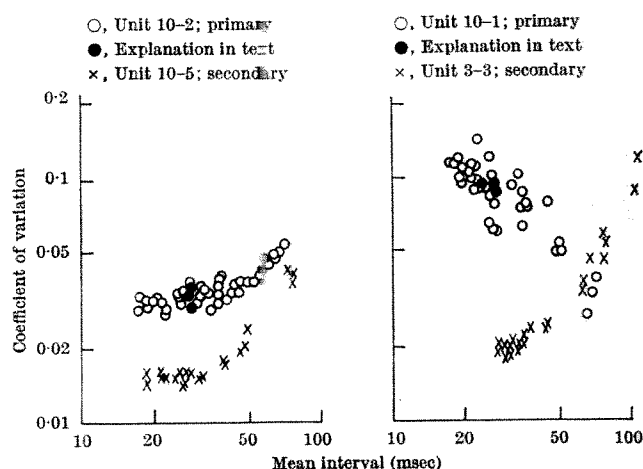 ○, Unit 10-2; primary
●, Explanation in text
×, Unit 10-5; secondary
○, Unit 10-1; primary
●, Explanation in text
×, Unit 3-3; secondary
Coefficient of variation
0·2
0·1
0·05
0·02
0·01
10 20 50 100
10 20 50 100
Mean interval (msec)